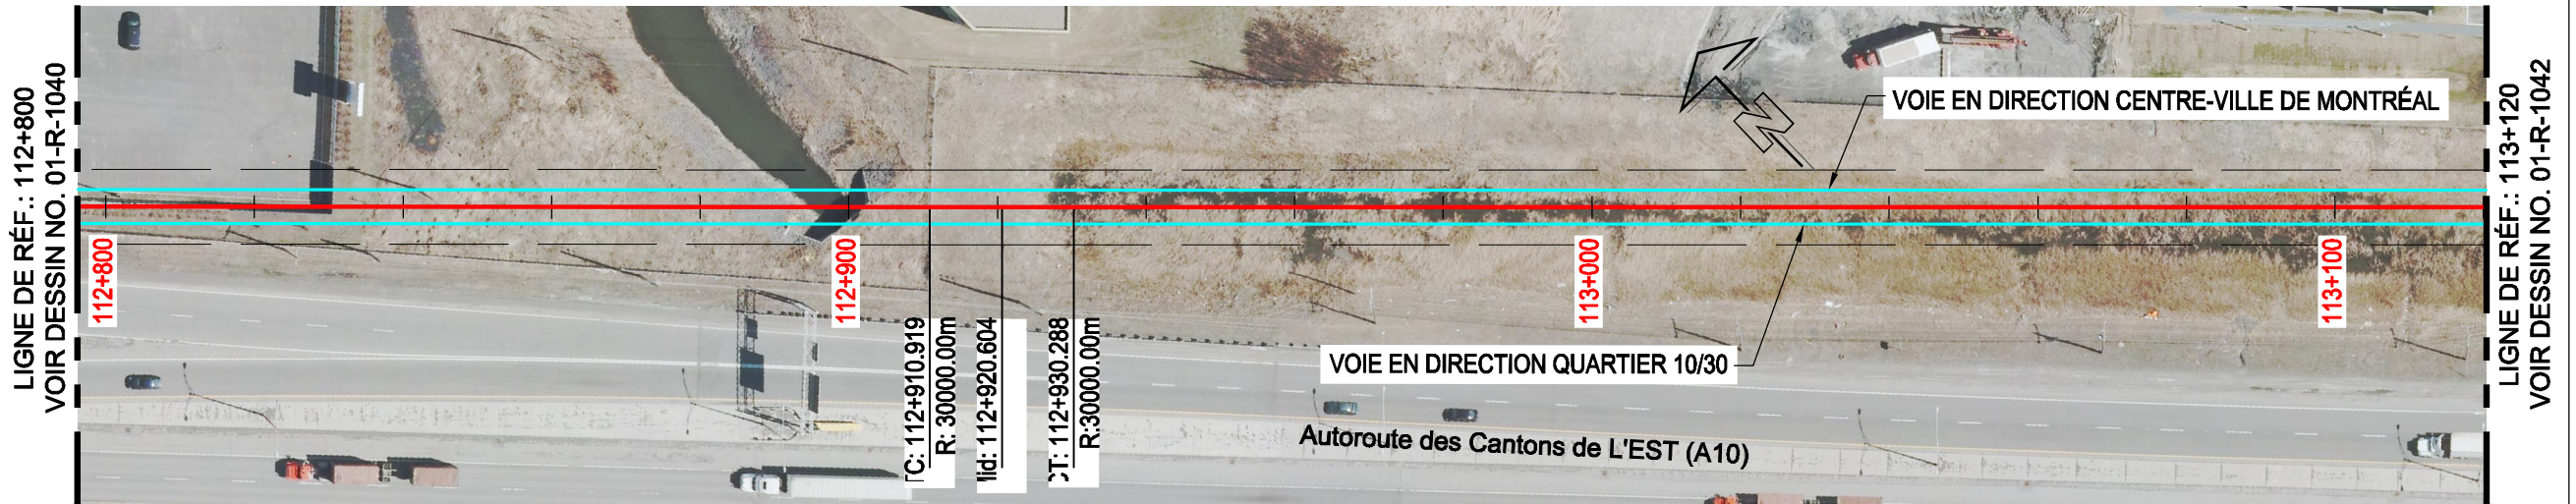 LIGNE DE RÉF.: 112+800
VOIR DESSIN NO. 01-R-1040
112+800
112+900
TC: 112+910.919
R: 30000.00m
112+920.604
112+930.288
R:30000.00m
113+000
113+100
N
VOIE EN DIRECTION CENTRE-VILLE DE MONTRÉAL
VOIE EN DIRECTION QUARTIER 10/30
Autoroute des Cantons de L'EST (A10)
LIGNE DE RÉF.: 113+120
VOIR DESSIN NO. 01-R-1042